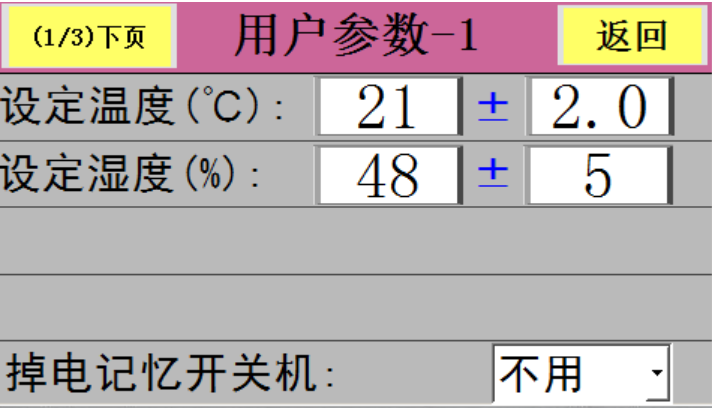 (1/3)下页 用户参数-1 返回
设定温度(℃): 21 ± 2.0
设定湿度(%): 48 ± 5
掉电记忆开关机: 不用